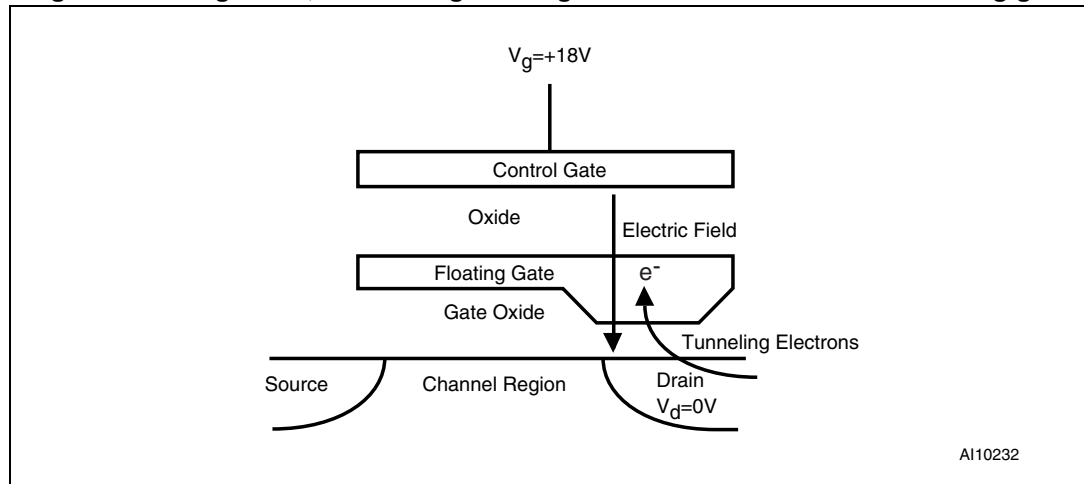 Vg=+18V
Control Gate
Oxide
Electric Field
Floating Gate
e-
Gate Oxide
Tunneling Electrons
Source
Channel Region
Drain
Vd=0V
AI10232